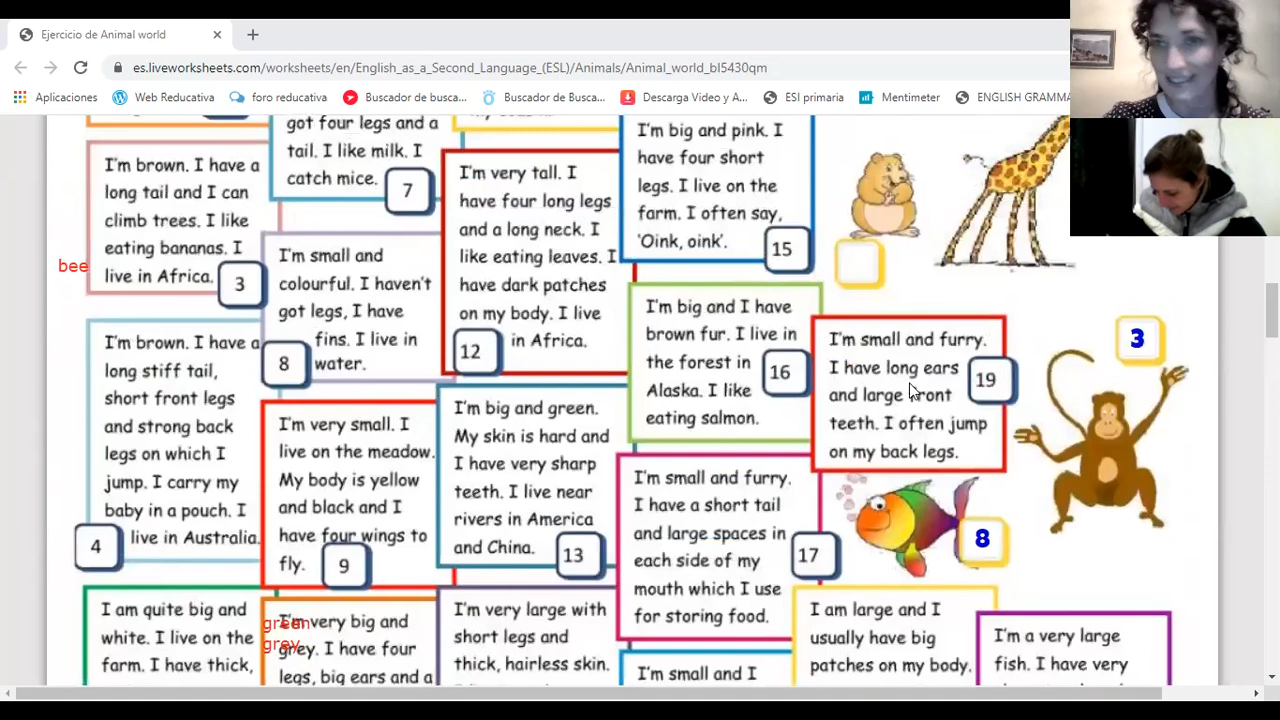 Ejercicio de Animal world
es.liveworksheets.com/worksheets/en/English_as_a_Second_Language_(ESL)/Animals/Animal_world_bl5430qm
Aplicaciones
Web Reducativa
foro reducativa
Buscador de busca...
Buscador de Busca...
Descarga Video y A...
ESI primaria
Mentimeter
ENGLISH GRAMMA
I'm brown. I have a
long tail and I can
climb trees. I like
eating bananas. I
live in Africa.
3
bee
I'm brown. I have a
long stiff tail,
short front legs
and strong back
legs on which I
jump. I carry my
baby in a pouch. I
live in Australia.
4
I am quite big and
white. I live on the
farm. I have thick,
got four legs and a
tail. I like milk. I
catch mice.
7
I'm small and
colourful. I haven't
got legs, I have
fins. I live in
water.
8
I'm very small. I
live on the meadow.
My body is yellow
and black and I
have four wings to
fly.
9
green
grey
I'm very big and
grey. I have four
legs, big ears and a
I'm very tall. I
have four long legs
and a long neck. I
like eating leaves. I
have dark patches
on my body. I live
in Africa.
12
I'm big and green.
My skin is hard and
I have very sharp
teeth. I live near
rivers in America
and China.
13
I'm very large with
short legs and
thick, hairless skin.
I'm big and pink. I
have four short
legs. I live on the
farm. I often say,
'Oink, oink'.
15
I'm big and I have
brown fur. I live in
the forest in
Alaska. I like
eating salmon.
16
I'm small and furry.
I have a short tail
and large spaces in
each side of my
mouth which I use
for storing food.
17
I'm small and I
I'm small and furry.
I have long ears
and large front
teeth. I often jump
on my back legs.
19
3
8
I am large and I
usually have big
patches on my body.
I'm a very large
fish. I have very